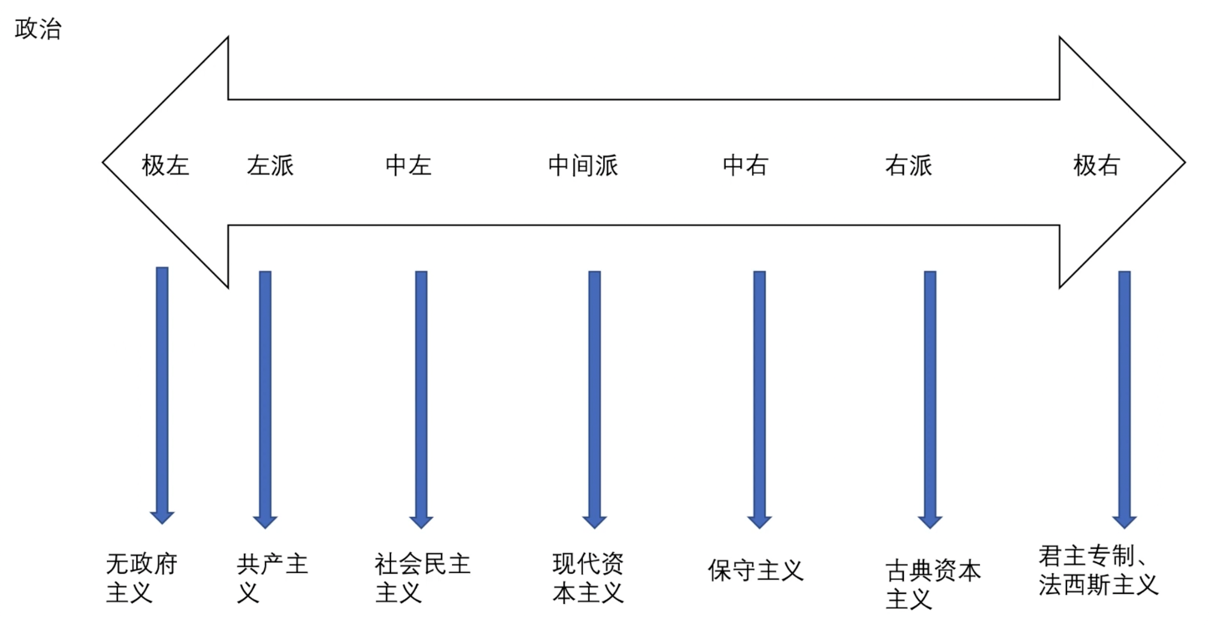 政治
极左 左派 中左 中间派 中右 右派 极右
无政府
主义
共产主
义
社会民主
主义
现代资
本主义
保守主义
古典资本
主义
君主专制、
法西斯主义